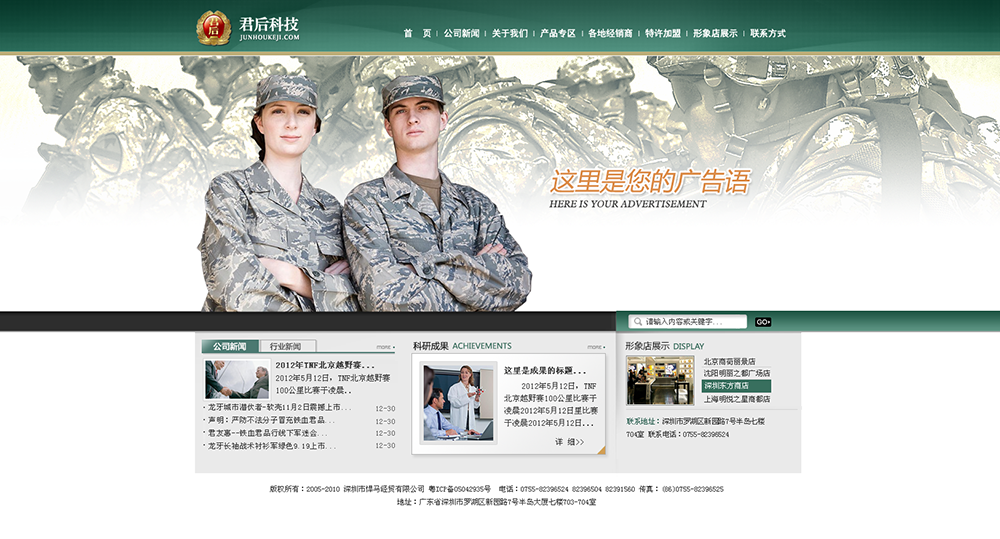 君后
君后科技
JUNHOUKEJI.COM
首 页 | 公司新闻 | 关于我们 | 产品专区 | 各地经销商 | 特许加盟 | 形象店展示 | 联系方式
这里是您的广告语
HERE IS YOUR ADVERTISEMENT
请输入内容或关键字... GO>
公司新闻 行业新闻 more
2012年TNF北京越野赛...
2012年5月12日，TNF北京越野赛100公里比赛于凌晨..
· 龙牙城市潜伏者-软壳11月2日震撼上市... 12-30
· 声明：严防不法分子冒充铁血君品... 12-30
· 君友惠--铁血君品行线下军迷会... 12-30
· 龙牙长袖战术衬衫军绿色9.19上市... 12-30
科研成果 ACHIEVEMENTS more
这里是成果的标题...
2012年5月12日，TNF
北京越野赛100公里比赛于
凌晨2012年5月12日里比赛
于凌晨2012年5月12日...
详 细>>
形象店展示 DISPLAY
北京商苟丽景店
沈阳明丽之都广场店
深圳东方商店
上海明悦之星商都店
联系地址：深圳市罗湖区新园路7号半岛七楼
704室 联系电话：0755-82396524
版权所有：2005-2010 深圳市悍马经贸有限公司 粤ICP备05042935号 电话：0755-82396524 82396504 82391560 传真：(86)0755-82396525
地址：广东省深圳市罗湖区新园路7号半岛大厦七楼703-704室